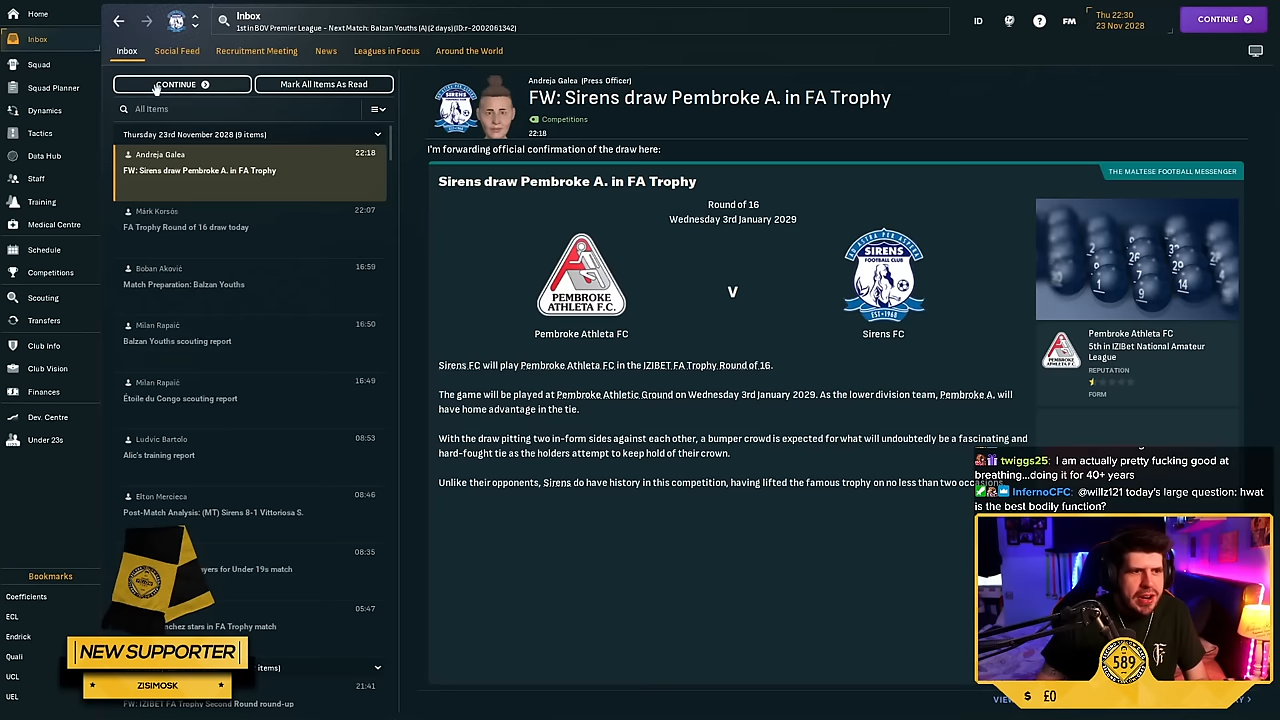 Home
Inbox
Squad
Squad Planner
Dynamics
Tactics
Data Hub
Staff
Training
Medical Centre
Schedule
Competitions
Scouting
Transfers
Club Info
Club Vision
Finances
Dev. Centre
Under 23s
Bookmarks
Coefficients
ECL
Endrick
Quali
UCL
UEL
Inbox
1st in BOV Premier League - Next Match: Balzan Youths (A) (2 days) (ID:r-2002061342)
ID
FM
Thu 22:30
23 Nov 2028
CONTINUE
Inbox
Social Feed
Recruitment Meeting
News
Leagues in Focus
Around the World
CONTINUE
Mark All Items As Read
All Items
Thursday 23rd November 2028 (9 items)
Andreja Galea 22:18
FW: Sirens draw Pembroke A. in FA Trophy
Márk Korsós 22:07
FA Trophy Round of 16 draw today
Boban Aković 16:59
Match Preparation: Balzan Youths
Milan Rapaić 16:50
Balzan Youths scouting report
Milan Rapaić 16:49
Étoile du Congo scouting report
Ludvic Bartolo 08:53
Alic's training report
Elton Mercieca 08:46
Post-Match Analysis: (MT) Sirens 8-1 Vittoriosa S.
08:35
ayers for Under 19s match
05:47
nchez stars in FA Trophy match
items)
21:41
FW: IZIBET FA Trophy Second Round round-up
NEW SUPPORTER
ZISIMOSK
Andreja Galea (Press Officer)
FW: Sirens draw Pembroke A. in FA Trophy
Competitions
22:18
I'm forwarding official confirmation of the draw here:
THE MALTESE FOOTBALL MESSENGER
Sirens draw Pembroke A. in FA Trophy
Round of 16
Wednesday 3rd January 2029
PEMBROKE
ATHLETA F.C.
V
SIRENS
FOOTBALL CLUB
EST•1968
Pembroke Athleta FC
Sirens FC
Sirens FC will play Pembroke Athleta FC in the IZIBET FA Trophy Round of 16.
The game will be played at Pembroke Athletic Ground on Wednesday 3rd January 2029. As the lower division team, Pembroke A. will
have home advantage in the tie.
With the draw pitting two in-form sides against each other, a bumper crowd is expected for what will undoubtedly be a fascinating and
hard-fought tie as the holders attempt to keep hold of their crown.
Unlike their opponents, Sirens do have history in this competition, having lifted the famous trophy on no less than two occasions
Pembroke Athleta FC
5th in IZIBet National Amateur
League
REPUTATION
FORM
twiggs25: I am actually pretty fucking good at
breathing...doing it for 40+ years
InfernoCFC: @willz121 today's large question: hwat
is the best bodily function?
589
$ £0